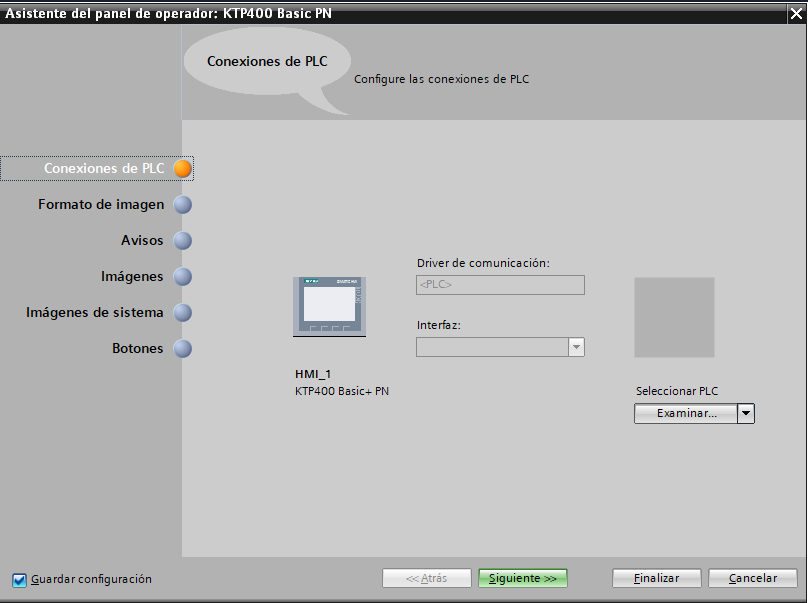 Asistente del panel de operador: KTP400 Basic PN
Conexiones de PLC
Configure las conexiones de PLC
Conexiones de PLC
Formato de imagen
Avisos
Imágenes
Imágenes de sistema
Botones
Driver de comunicación:
<PLC>
Interfaz:
HMI_1
KTP400 Basic+ PN
Seleccionar PLC
Examinar...
Guardar configuración
<< Atrás
Siguiente >>
Finalizar
Cancelar